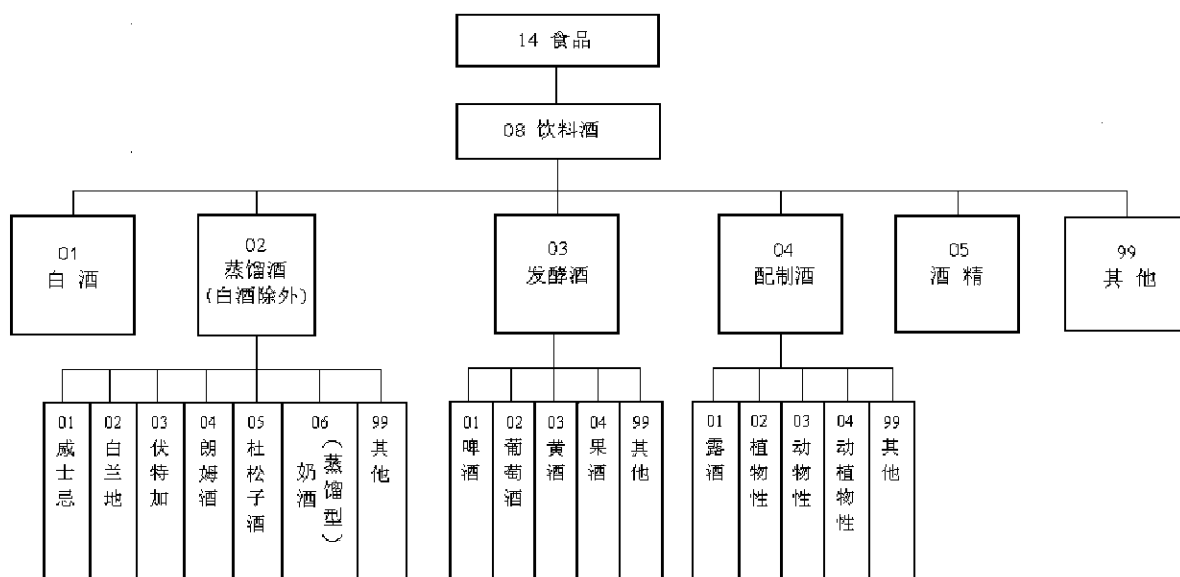 14 食品
08 饮料酒
01
白 酒
02
蒸馏酒
(白酒除外)
03
发酵酒
04
配制酒
05
酒 精
99
其 他
01
威士忌
02
白兰地
03
伏特加
04
朗姆酒
05
杜松子酒
06
奶酒
(蒸馏型)
99
其他
01
啤酒
02
葡萄酒
03
黄酒
04
果酒
99
其他
01
露酒
02
植物性
03
动物性
04
动植物性
99
其他